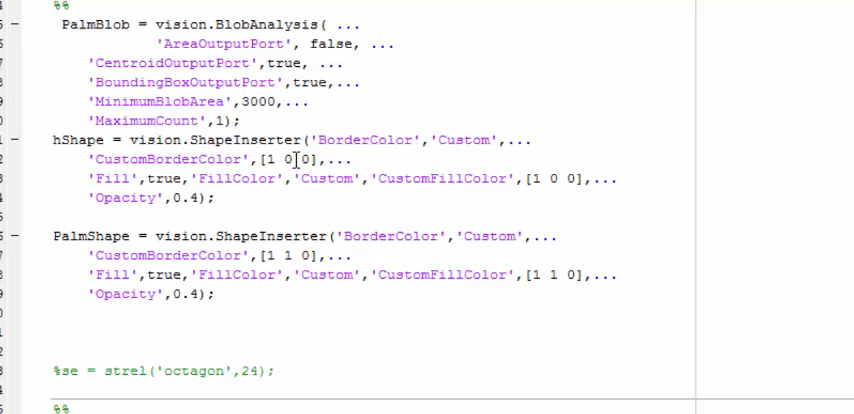 %%
PalmBlob = vision.BlobAnalysis( ...
'AreaOutputPort', false, ...
'CentroidOutputPort',true, ...
'BoundingBoxOutputPort',true,...
'MinimumBlobArea',3000,...
'MaximumCount',1);
hShape = vision.ShapeInserter('BorderColor','Custom',...
'CustomBorderColor',[1 0 0],...
'Fill',true,'FillColor','Custom','CustomFillColor',[1 0 0],...
'Opacity',0.4);
PalmShape = vision.ShapeInserter('BorderColor','Custom',...
'CustomBorderColor',[1 1 0],...
'Fill',true,'FillColor','Custom','CustomFillColor',[1 1 0],...
'Opacity',0.4);
%se = strel('octagon',24);
%%